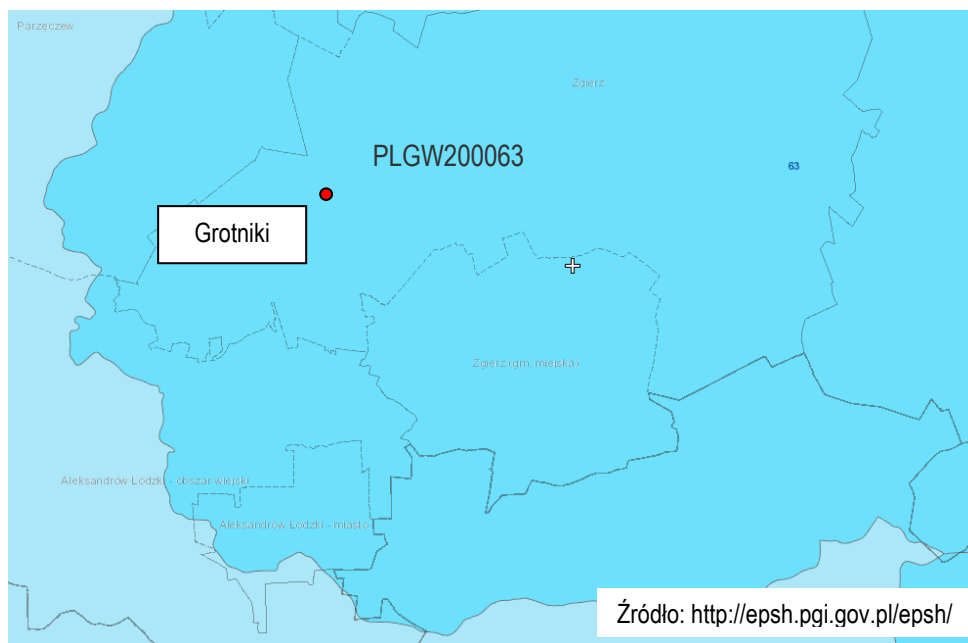 Parzęczew
Zgierz
PLGW200063
63
Grotniki
Zgierz (gm. miejska)
Aleksandrów Łódzki - obszar wiejski
Aleksandrów Łódzki - miasto
Źródło: http://epsh.pgi.gov.pl/epsh/